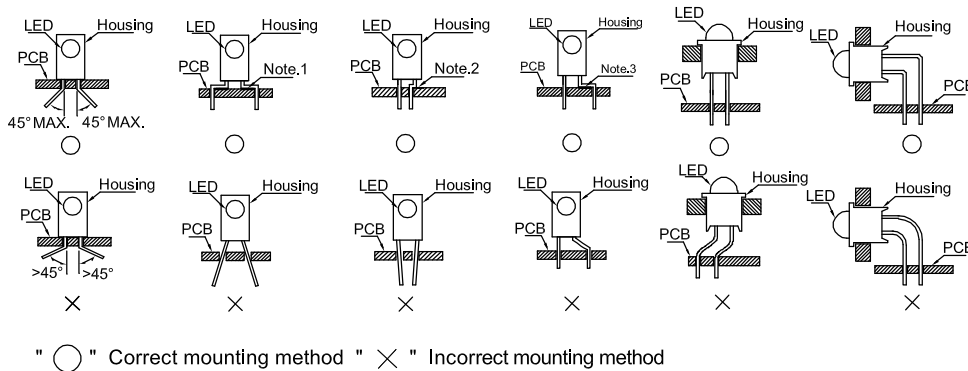 LED Housing
PCB
45° MAX. 45° MAX.
LED Housing
PCB Note.1
LED Housing
PCB Note.2
LED Housing
PCB Note.3
LED
Housing
PCB
Housing
LED
PCB
LED Housing
PCB
>45° >45°
LED Housing
PCB
LED Housing
PCB
LED Housing
PCB
LED
Housing
PCB
Housing
LED
PCB
" ◯ " Correct mounting method " ✕ " Incorrect mounting method